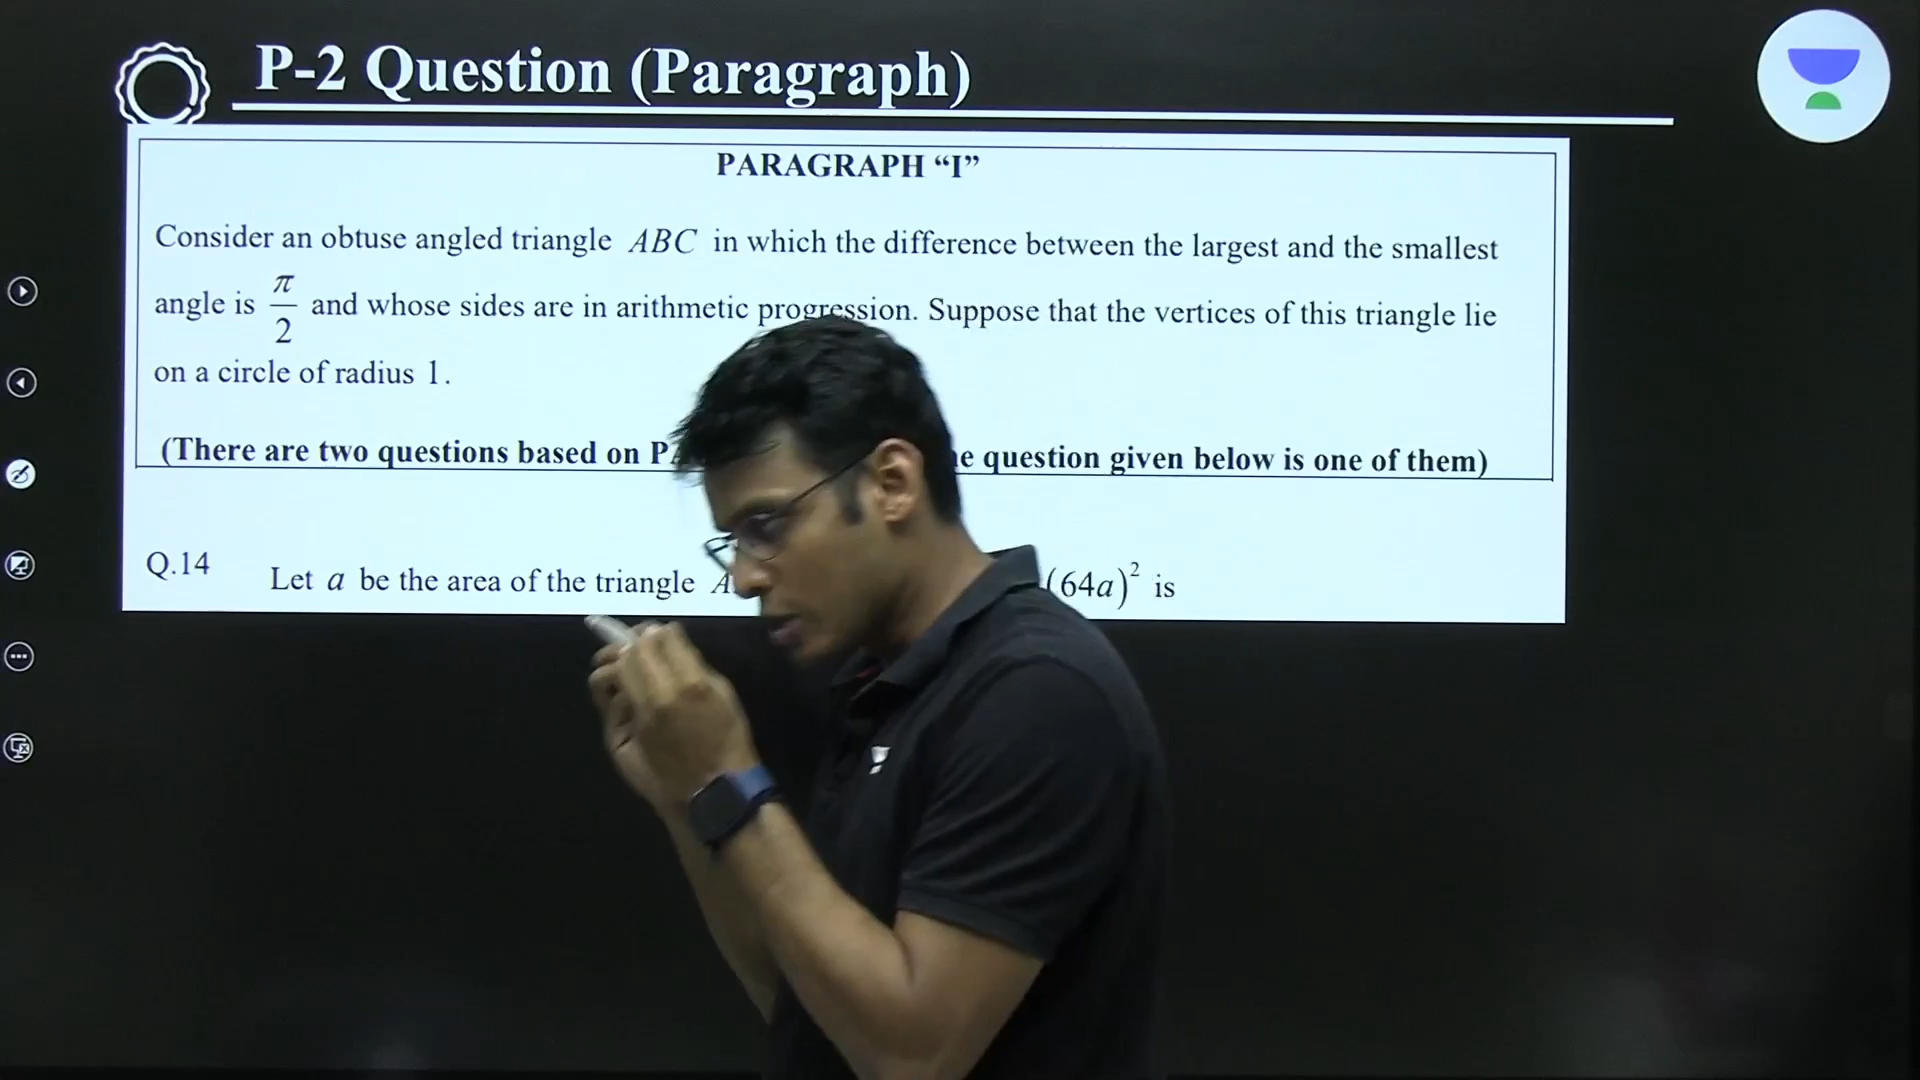 P-2 Question (Paragraph)
PARAGRAPH “I”
Consider an obtuse angled triangle ABC in which the difference between the largest and the smallest
angle is π/2 and whose sides are in arithmetic progression. Suppose that the vertices of this triangle lie
on a circle of radius 1.
(There are two questions based on question given below is one of them)
Q.14 Let a be the area of the triangle (64a)² is